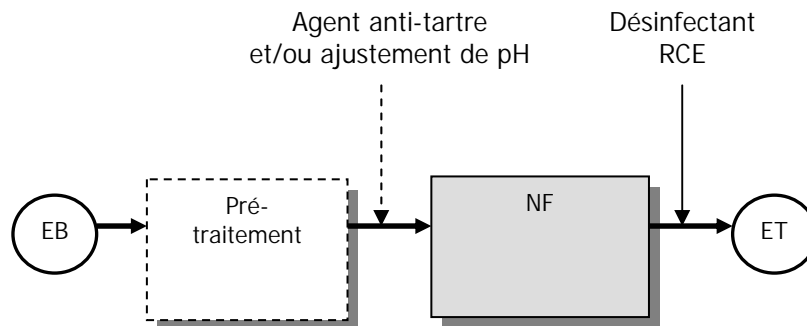 Agent anti-tartre
et/ou ajustement de pH
Désinfectant
RCE
EB
Pré-
traitement
NF
ET